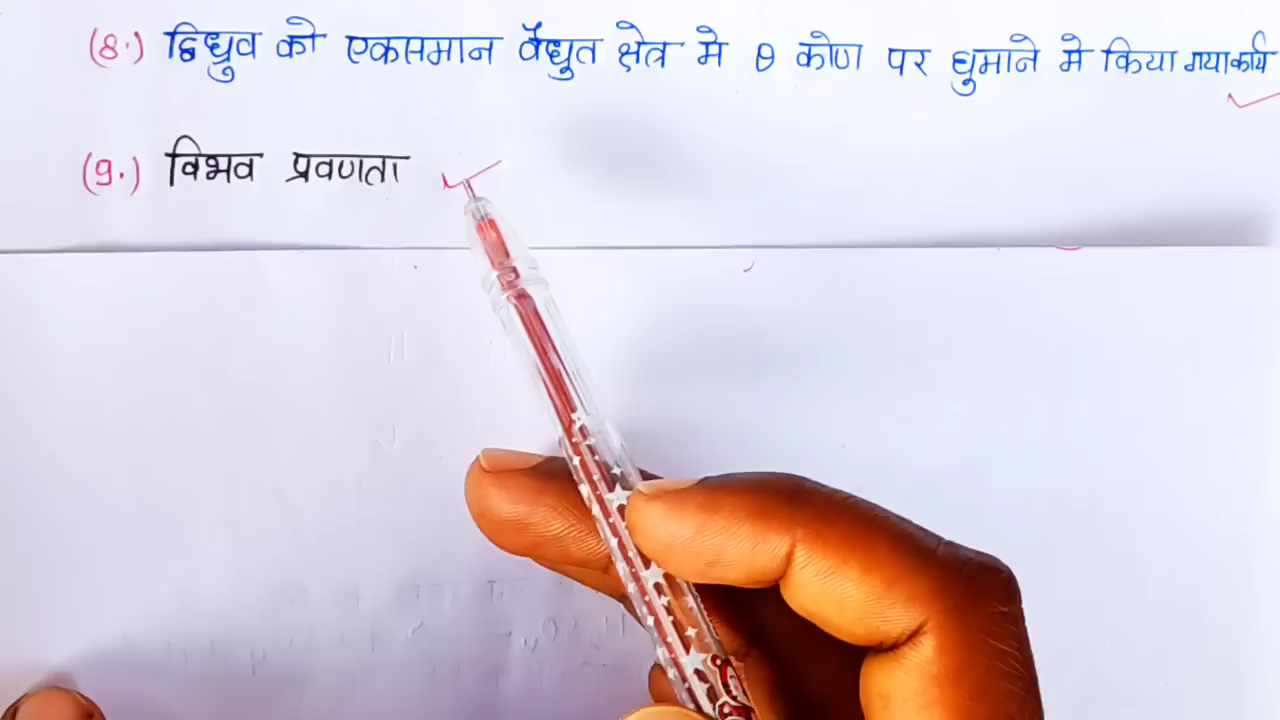 (8.) द्विध्रुव को एकसमान वैधुत क्षेत्र मे θ कोण पर घुमाने मे किया गया कार्य
(9.) विभव प्रवणता